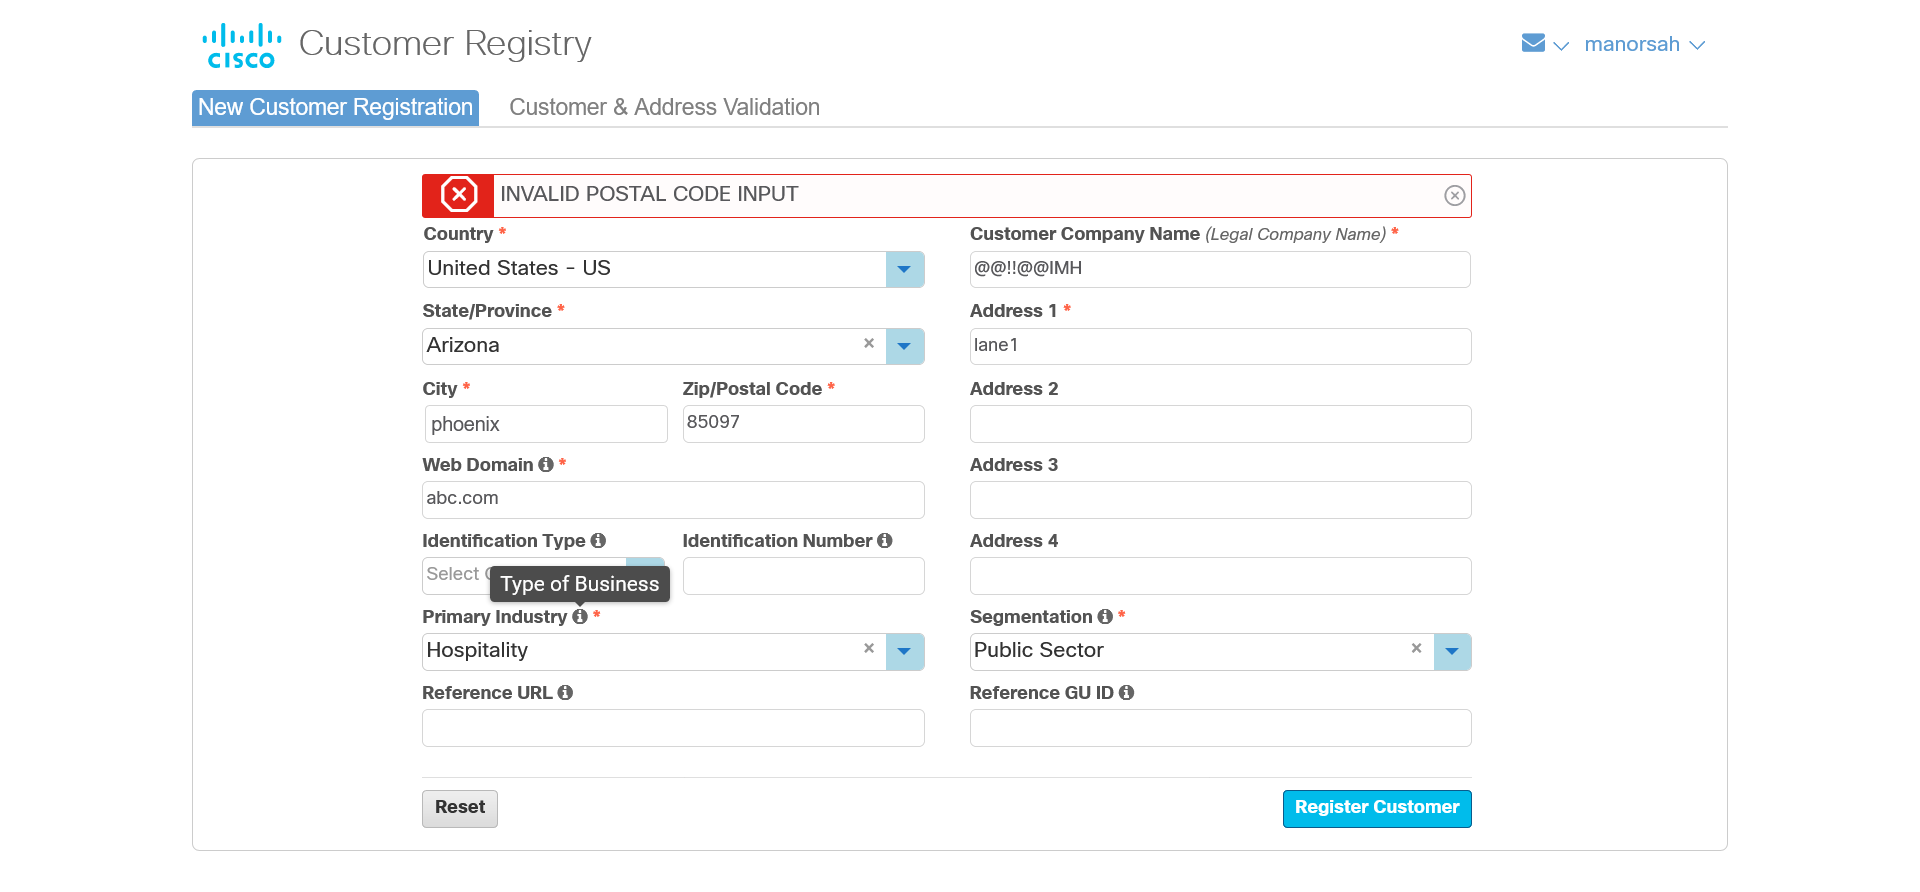 CISCO Customer Registry
manorsah
New Customer Registration Customer & Address Validation
INVALID POSTAL CODE INPUT
Country * Customer Company Name (Legal Company Name) *
United States - US @@!!@@IMH
State/Province * Address 1 *
Arizona × lane1
City * Zip/Postal Code * Address 2
phoenix 85097
Web Domain * Address 3
abc.com
Identification Type Identification Number Address 4
Select
Type of Business
Primary Industry * Segmentation *
Hospitality × Public Sector ×
Reference URL Reference GU ID
Reset Register Customer